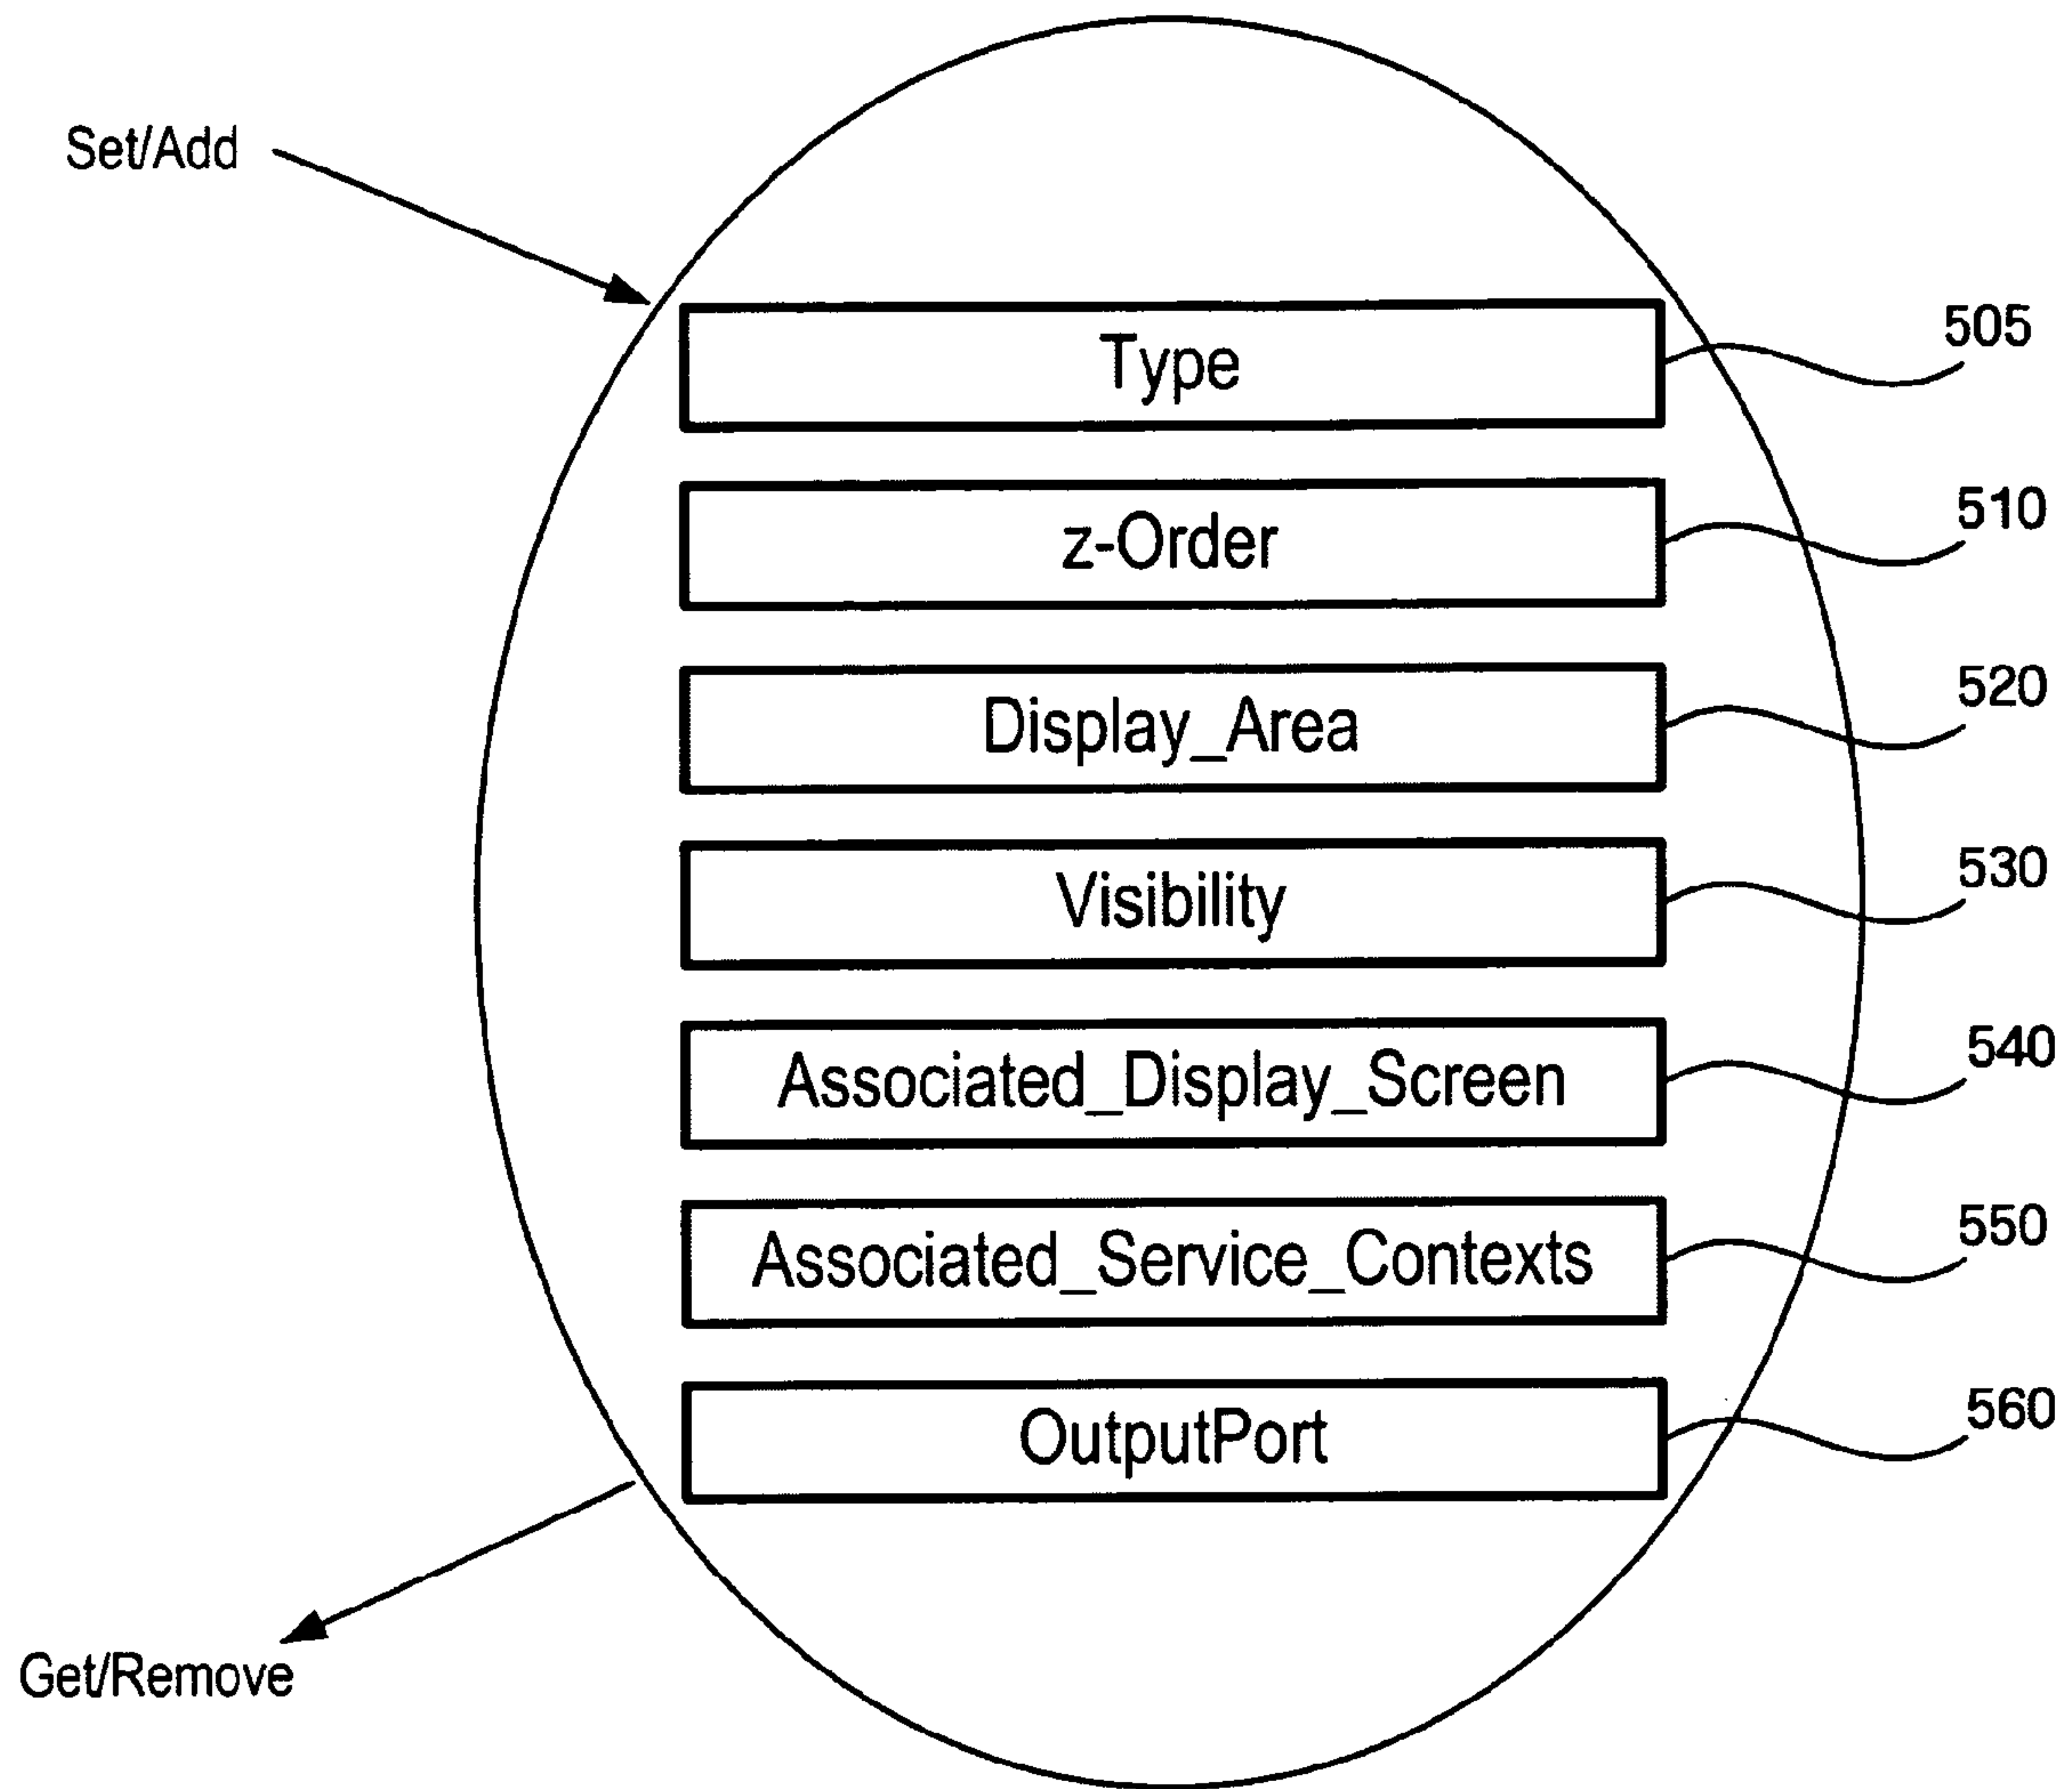 Set/Add
Type
505
z-Order
510
Display_Area
520
Visibility
530
Associated_Display_Screen
540
Associated_Service_Contexts
550
OutputPort
560
Get/Remove